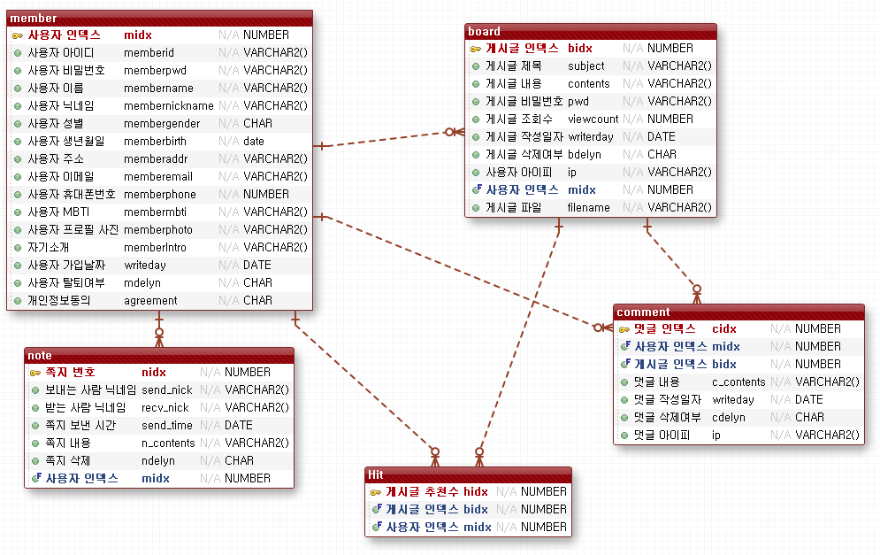 member
사용자 인덱스 midx N/A NUMBER
사용자 아이디 memberid N/A VARCHAR2()
사용자 비밀번호 memberpwd N/A VARCHAR2()
사용자 이름 membername N/A VARCHAR2()
사용자 닉네임 membernickname N/A VARCHAR2()
사용자 성별 membergender N/A CHAR
사용자 생년월일 memberbirth N/A date
사용자 주소 memberaddr N/A VARCHAR2()
사용자 이메일 memberemail N/A VARCHAR2()
사용자 휴대폰번호 memberphone N/A NUMBER
사용자 MBTI membermbti N/A VARCHAR2()
사용자 프로필 사진 memberphoto N/A VARCHAR2()
자기소개 memberIntro N/A VARCHAR2()
사용자 가입날짜 writeday N/A DATE
사용자 탈퇴여부 mdelyn N/A CHAR
개인정보동의 agreement N/A CHAR
board
게시글 인덱스 bidx N/A NUMBER
게시글 제목 subject N/A VARCHAR2()
게시글 내용 contents N/A VARCHAR2()
게시글 비밀번호 pwd N/A VARCHAR2()
게시글 조회수 viewcount N/A NUMBER
게시글 작성일자 writerday N/A DATE
게시글 삭제여부 bdelyn N/A CHAR
사용자 아이피 ip N/A VARCHAR2()
사용자 인덱스 midx N/A NUMBER
게시글 파일 filename N/A VARCHAR2()
comment
댓글 인덱스 cidx N/A NUMBER
사용자 인덱스 midx N/A NUMBER
게시글 인덱스 bidx N/A NUMBER
댓글 내용 c_contents N/A VARCHAR2()
댓글 작성일자 writeday N/A DATE
댓글 삭제여부 cdelyn N/A CHAR
댓글 아이피 ip N/A VARCHAR2()
note
쪽지 번호 nidx N/A NUMBER
보내는 사람 닉네임 send_nick N/A VARCHAR2()
받는 사람 닉네임 recv_nick N/A VARCHAR2()
쪽지 보낸 시간 send_time N/A DATE
쪽지 내용 n_contents N/A VARCHAR2()
쪽지 삭제 ndelyn N/A CHAR
사용자 인덱스 midx N/A NUMBER
Hit
게시글 추천수 hidx N/A NUMBER
게시글 인덱스 bidx N/A NUMBER
사용자 인덱스 midx N/A NUMBER